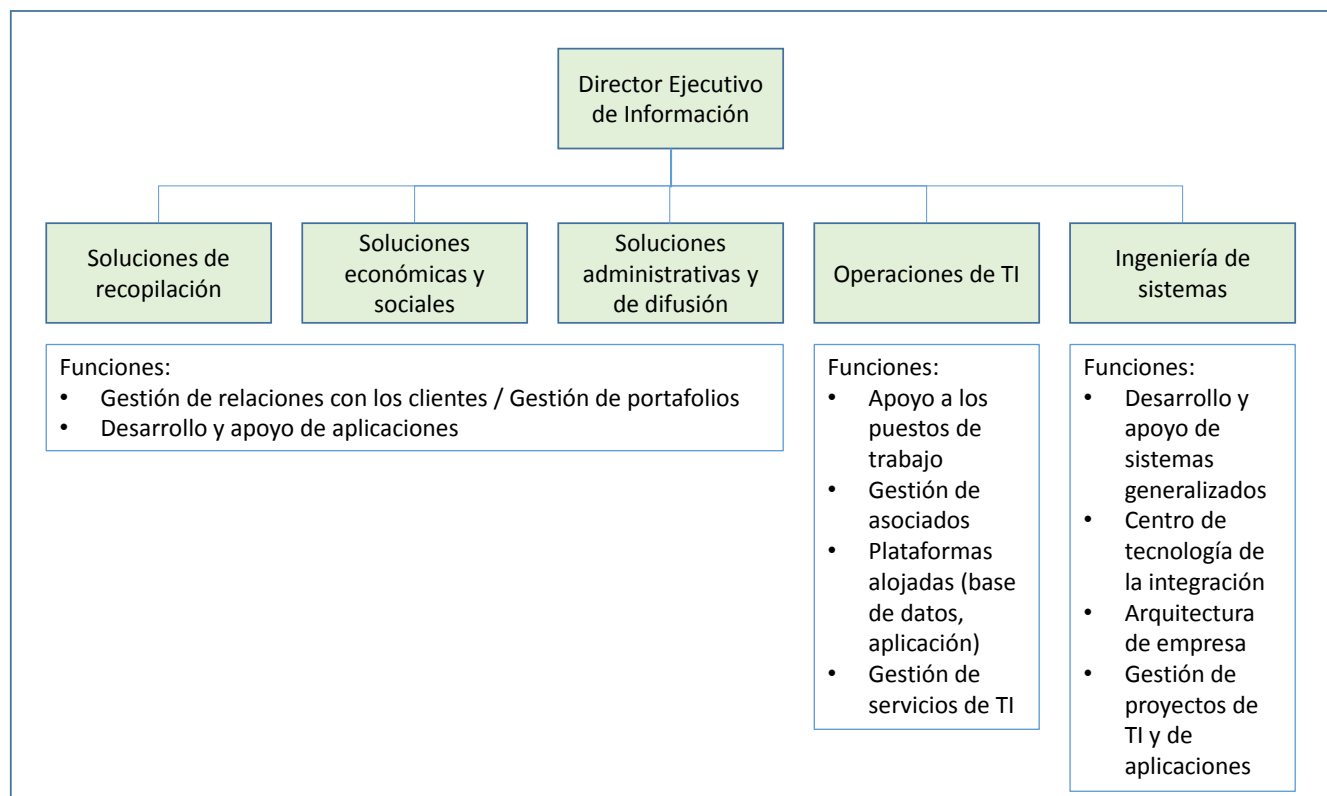 Director Ejecutivo
de Información
Soluciones de
recopilación
Soluciones
económicas y
sociales
Soluciones
administrativas y
de difusión
Operaciones de TI
Ingeniería de
sistemas
Funciones:
• Gestión de relaciones con los clientes / Gestión de portafolios
• Desarrollo y apoyo de aplicaciones
Funciones:
• Apoyo a los
puestos de
trabajo
• Gestión de
asociados
• Plataformas
alojadas (base
de datos,
aplicación)
• Gestión de
servicios de TI
Funciones:
• Desarrollo y
apoyo de
sistemas
generalizados
• Centro de
tecnología de
la integración
• Arquitectura
de empresa
• Gestión de
proyectos de
TI y de
aplicaciones